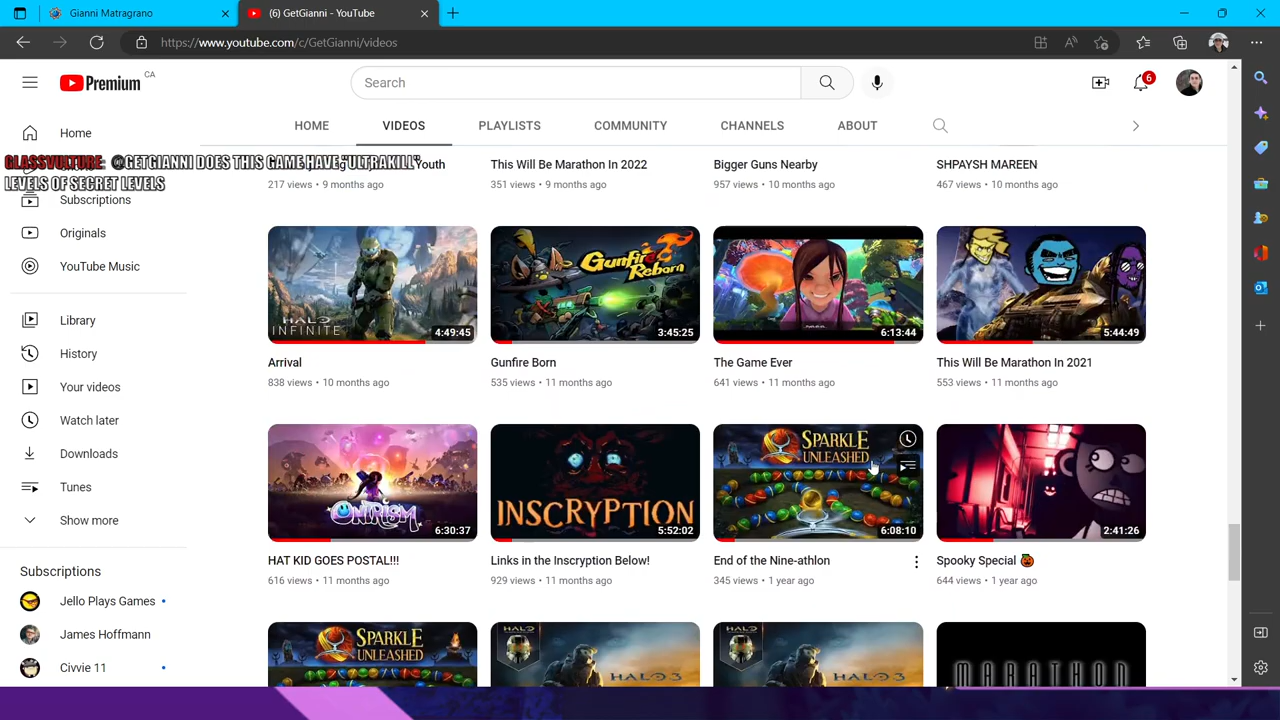 Gianni Matragrano
(6) GetGianni - YouTube
https://www.youtube.com/c/GetGianni/videos
Premium CA
Search
6
HOME VIDEOS PLAYLISTS COMMUNITY CHANNELS ABOUT
GLASSVULTURE: @GETGIANNI DOES THIS GAME HAVE "ULTRAKILL"
LEVELS OF SECRET LEVELS
Home
Subscriptions
Originals
YouTube Music
Library
History
Your videos
Watch later
Downloads
Tunes
Show more
Subscriptions
Jello Plays Games
James Hoffmann
Civvie 11
Youth
217 views • 9 months ago
This Will Be Marathon In 2022
351 views • 9 months ago
Bigger Guns Nearby
957 views • 10 months ago
SHPAYSH MAREEN
467 views • 10 months ago
HALO
INFINITE
4:49:45
Arrival
838 views • 10 months ago
Gunfire
Reborn
3:45:25
Gunfire Born
535 views • 11 months ago
6:13:44
The Game Ever
641 views • 11 months ago
5:44:49
This Will Be Marathon In 2021
553 views • 11 months ago
ONIRISM
6:30:37
HAT KID GOES POSTAL!!!
616 views • 11 months ago
INSCRYPTION
5:52:02
Links in the Inscryption Below!
929 views • 11 months ago
SPARKLE
UNLEASHED
6:08:10
End of the Nine-athlon
345 views • 1 year ago
2:41:26
Spooky Special 🎃
644 views • 1 year ago
SPARKLE
UNLEASHED
HALO
HALO 3
HALO
HALO 3
MARATHON